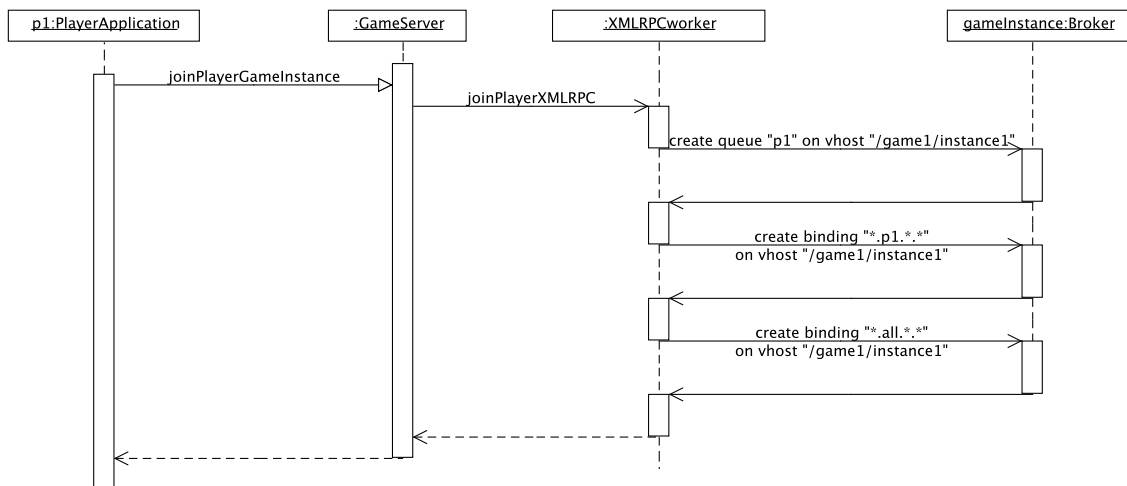 p1:PlayerApplication
:GameServer
:XMLRPCworker
gameInstance:Broker
joinPlayerGameInstance
joinPlayerXMLRPC
create queue "p1" on vhost "/game1/instance1"
create binding "*.p1.*.*"
on vhost "/game1/instance1"
create binding "*.all.*.*"
on vhost "/game1/instance1"